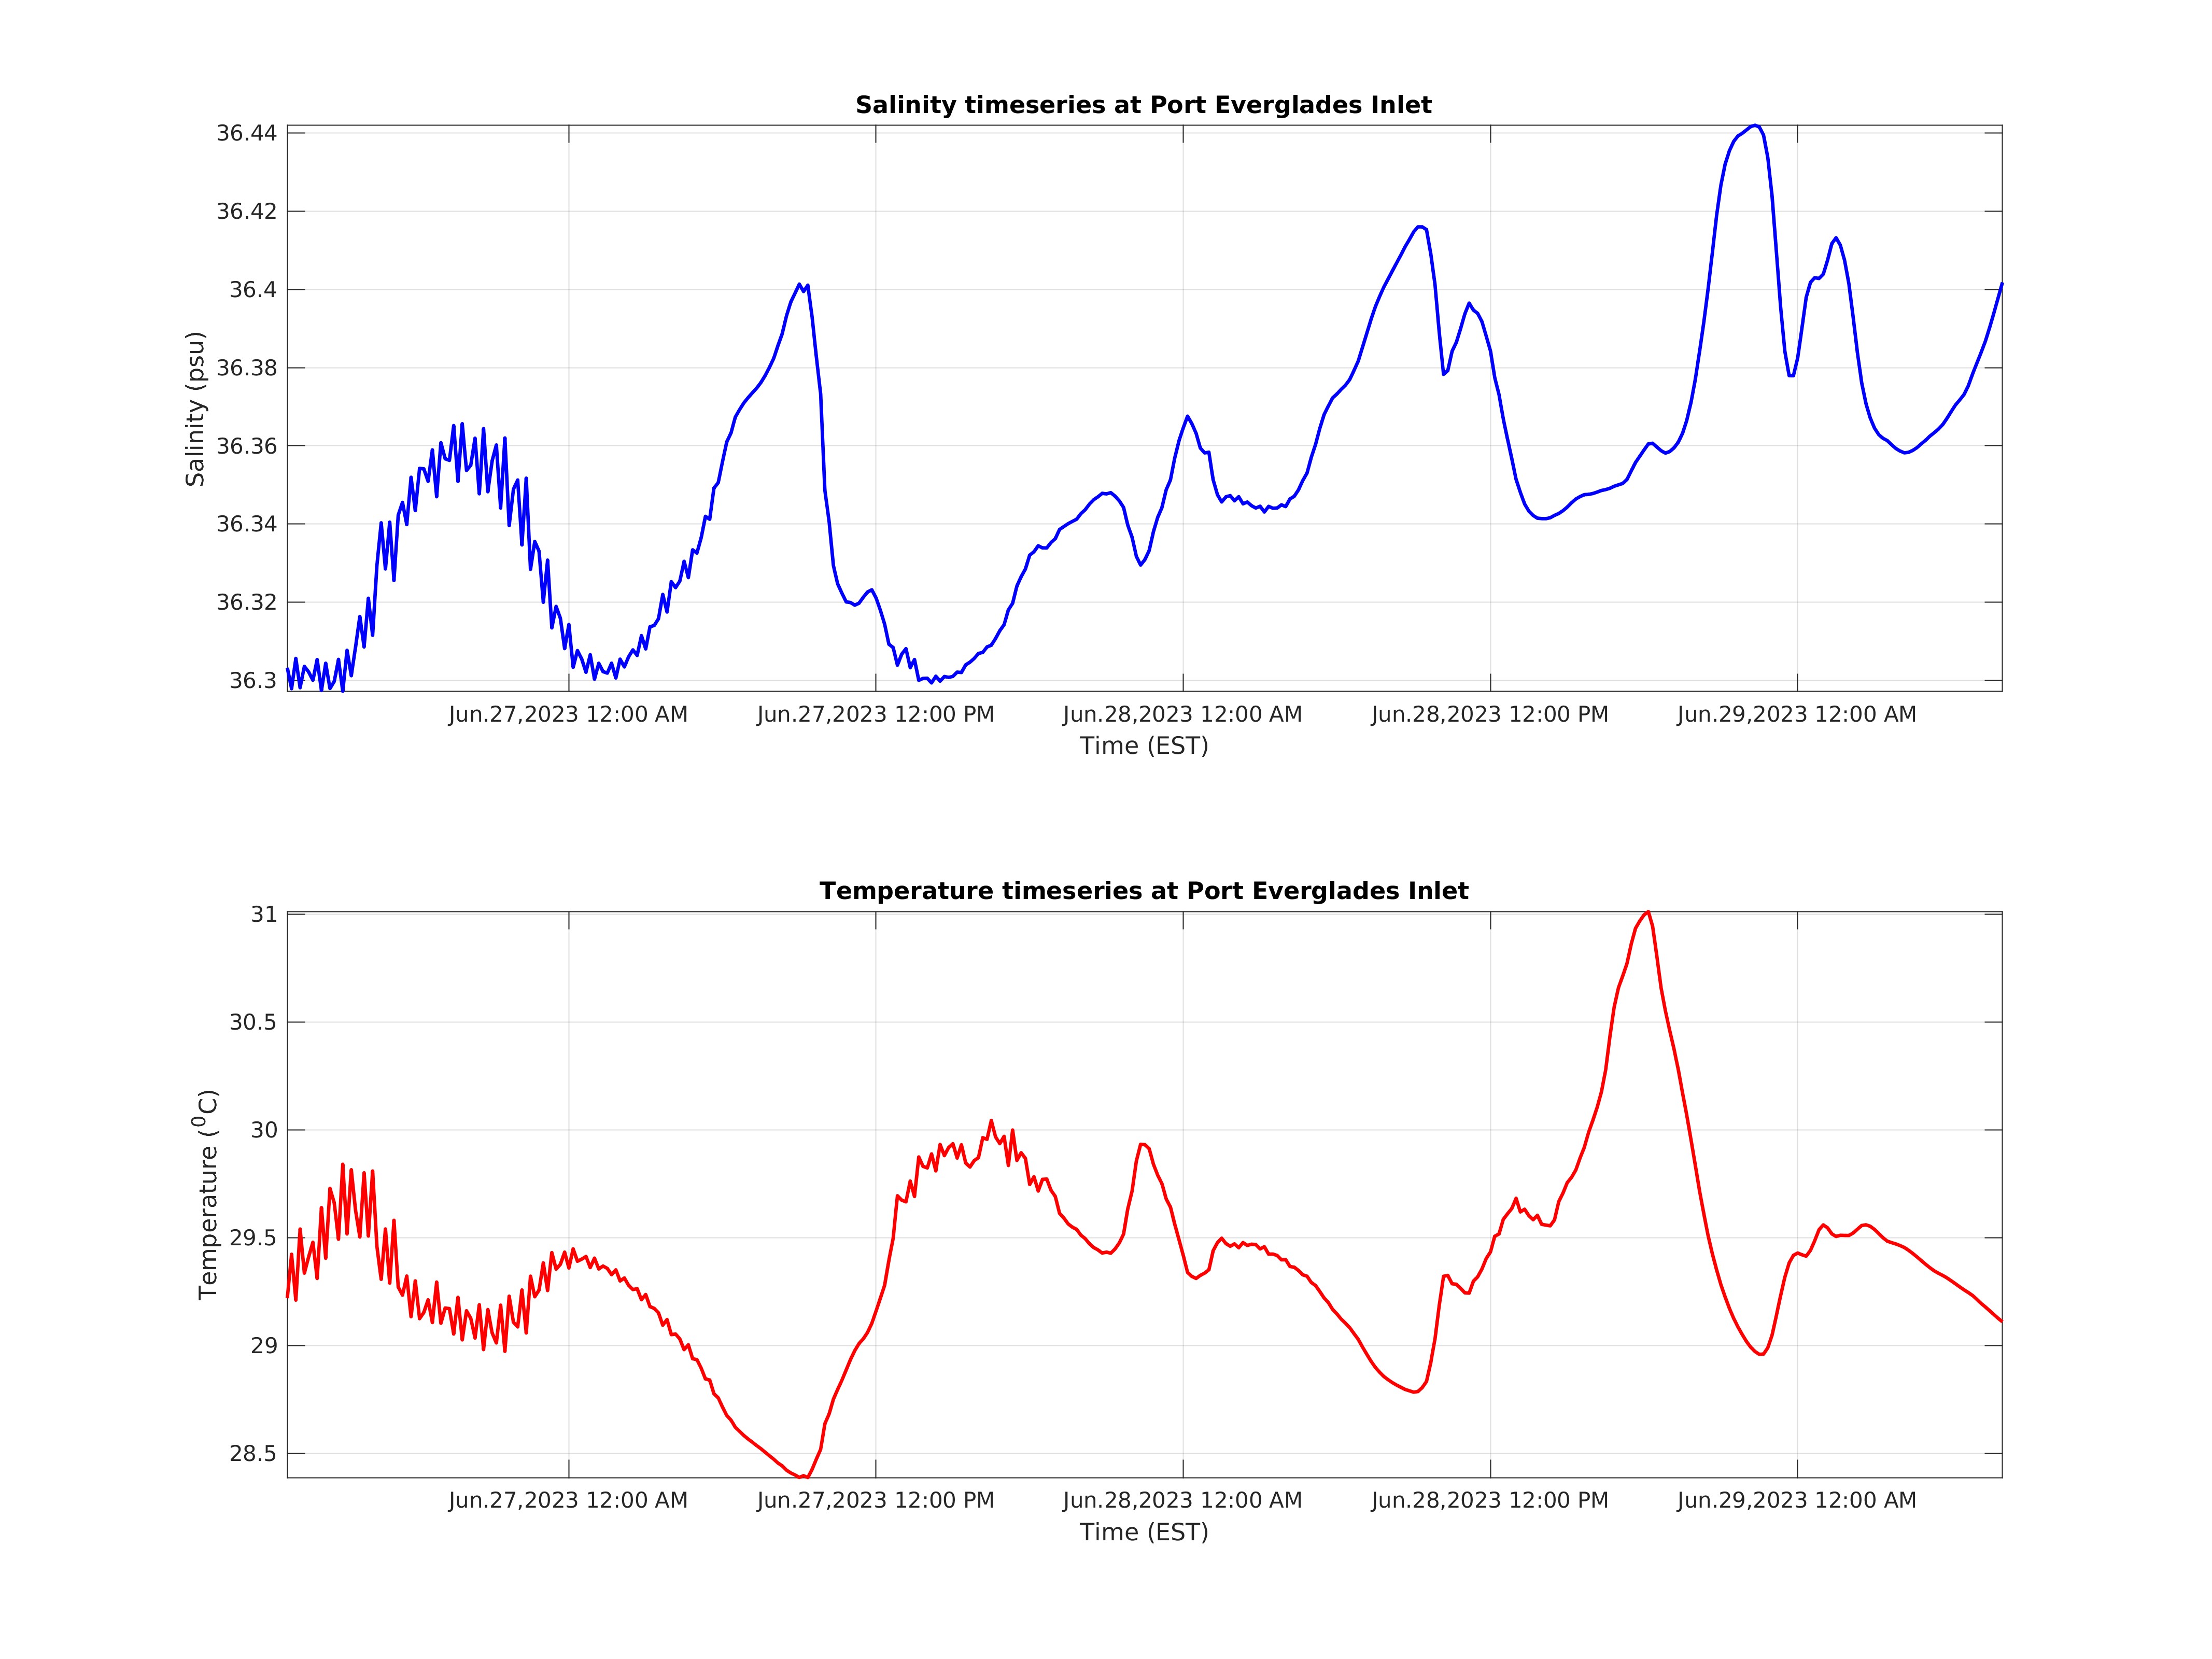 Salinity timeseries at Port Everglades Inlet
36.44
36.42
36.4
36.38
36.36
36.34
36.32
36.3
Salinity (psu)
Jun.27,2023 12:00 AM Jun.27,2023 12:00 PM Jun.28,2023 12:00 AM Jun.28,2023 12:00 PM Jun.29,2023 12:00 AM
Time (EST)
Temperature timeseries at Port Everglades Inlet
31
30.5
30
29.5
29
28.5
Temperature (⁰C)
Jun.27,2023 12:00 AM Jun.27,2023 12:00 PM Jun.28,2023 12:00 AM Jun.28,2023 12:00 PM Jun.29,2023 12:00 AM
Time (EST)